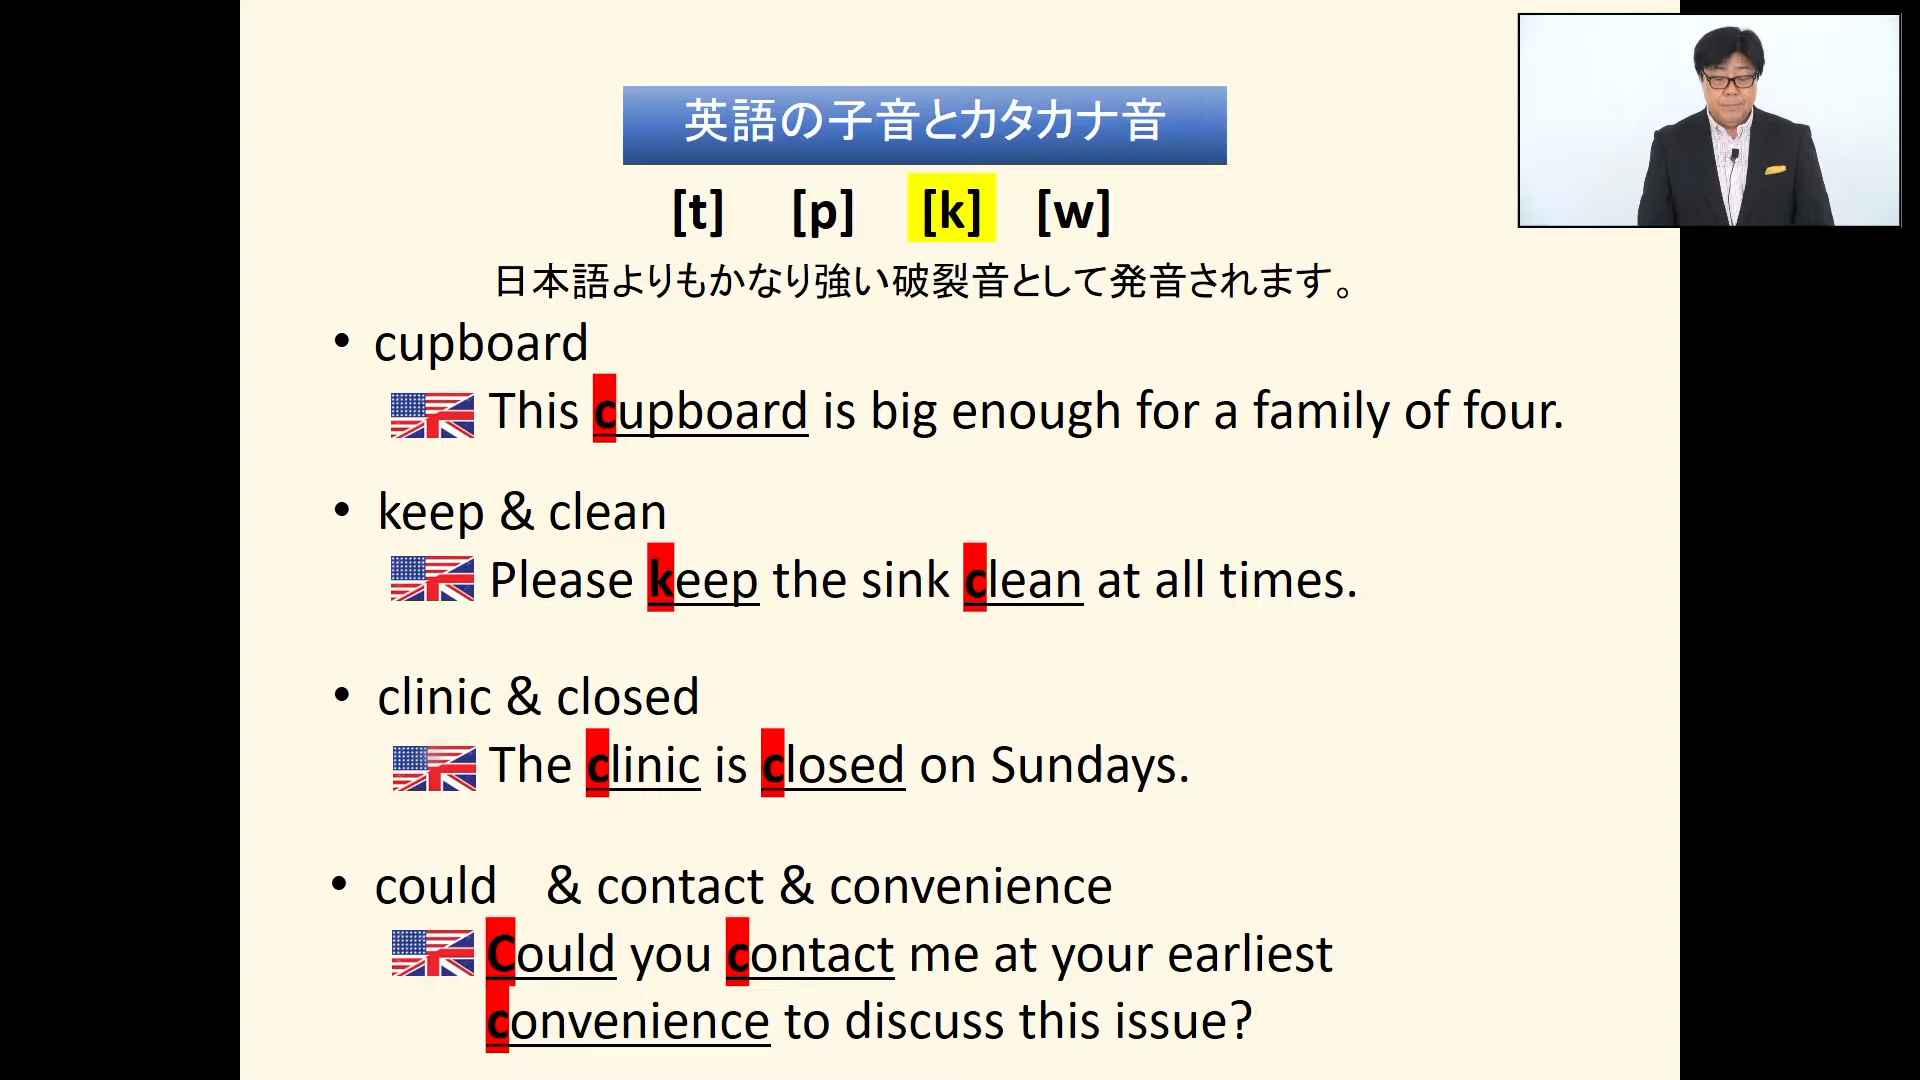 英語の子音とカタカナ音
[t] [p] [k] [w]
日本語よりもかなり強い破裂音として発音されます。
• cupboard
This cupboard is big enough for a family of four.
• keep & clean
Please keep the sink clean at all times.
• clinic & closed
The clinic is closed on Sundays.
• could & contact & convenience
Could you contact me at your earliest
convenience to discuss this issue?